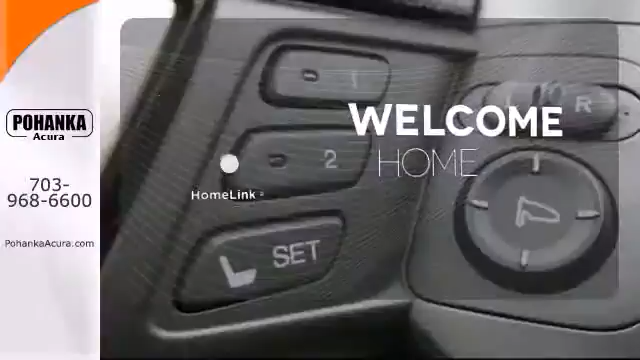 POHANKA
Acura
703-
968-6600
PohankaAcura.com
1
WELCOME
HOME
2
HomeLink
SET
R